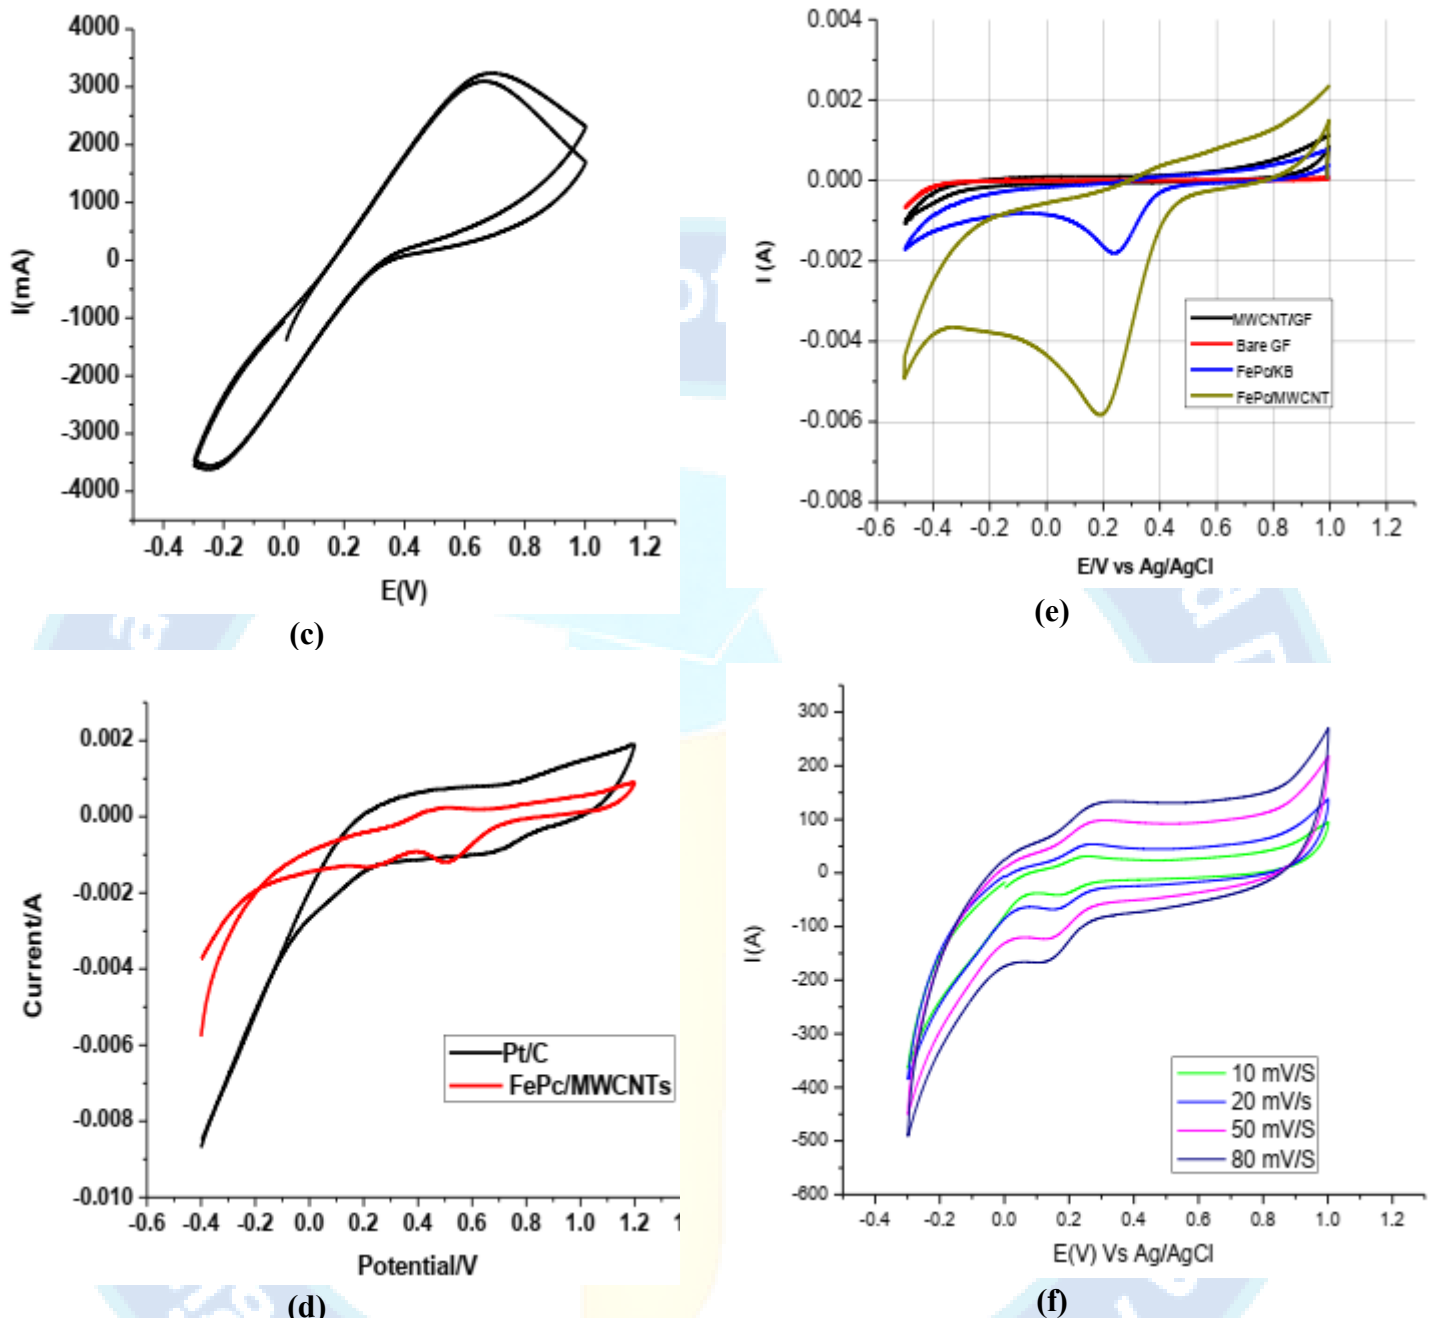 4000
3000
2000
1000
0
-1000
-2000
-3000
-4000
I(mA)
-0.4 -0.2 0.0 0.2 0.4 0.6 0.8 1.0 1.2
E(V)
(c)
0.004
0.002
0.000
-0.002
-0.004
-0.006
-0.008
I (A)
MWCNT/GF
Bare GF
FePc/KB
FePc/MWCNT
-0.6 -0.4 -0.2 0.0 0.2 0.4 0.6 0.8 1.0 1.2
E/V vs Ag/AgCl
(e)
0.002
0.000
-0.002
-0.004
-0.006
-0.008
-0.010
Current/A
Pt/C
FePc/MWCNTs
-0.6 -0.4 -0.2 0.0 0.2 0.4 0.6 0.8 1.0 1.2
Potential/V
(d)
300
200
100
0
-100
-200
-300
-400
-500
-600
I(A)
10 mV/S
20 mV/s
50 mV/S
80 mV/S
-0.4 -0.2 0.0 0.2 0.4 0.6 0.8 1.0 1.2
E(V) Vs Ag/AgCl
(f)